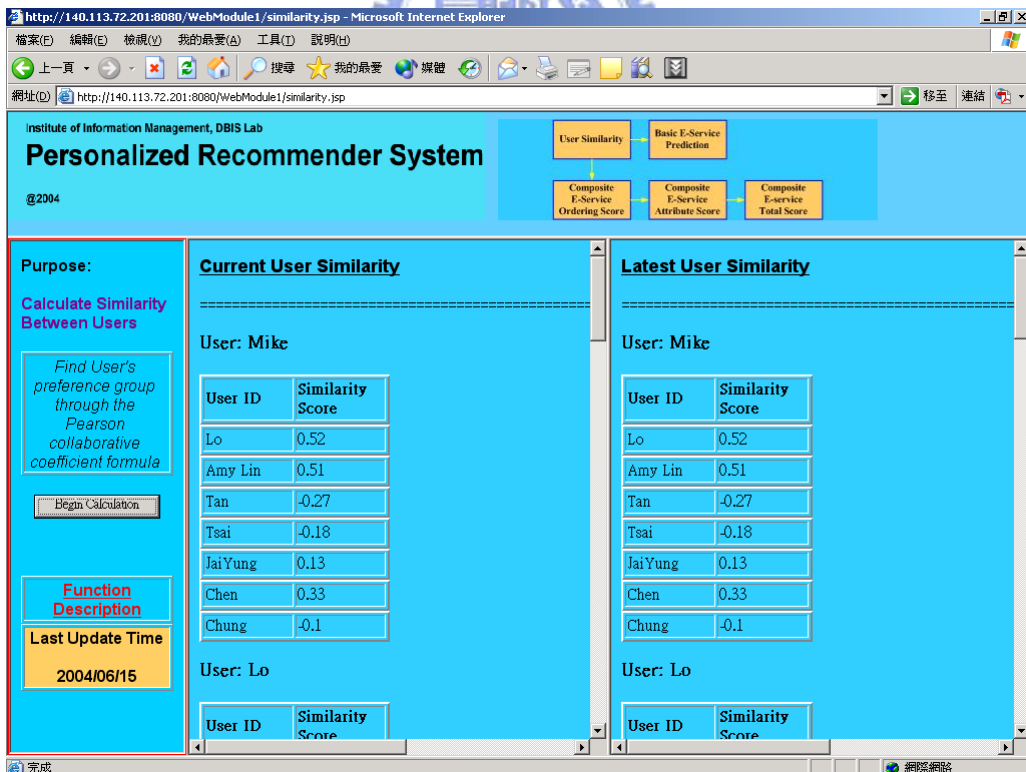 http://140.113.72.201:8080/WebModule1/similarity.jsp - Microsoft Internet Explorer
檔案(F) 編輯(E) 檢視(V) 我的最愛(A) 工具(T) 說明(H)
上一頁 搜尋 我的最愛 媒體
網址(D) http://140.113.72.201:8080/WebModule1/similarity.jsp 移至 連結
Institute of Information Management, DBIS Lab
Personalized Recommender System
@2004
User Similarity
Basic E-Service
Prediction
Composite
E-Service
Ordering Score
Composite
E-Service
Attribute Score
Composite
E-service
Total Score
Purpose:
Calculate Similarity
Between Users
Find User's
preference group
through the
Pearson
collaborative
coefficient formula
Begin Calculation
Function
Description
Last Update Time
2004/06/15
Current User Similarity
=================================================
User: Mike
User ID Similarity Score
Lo 0.52
Amy Lin 0.51
Tan -0.27
Tsai -0.18
JaiYung 0.13
Chen 0.33
Chung -0.1
User: Lo
User ID Similarity Score
Latest User Similarity
=================================================
User: Mike
User ID Similarity Score
Lo 0.52
Amy Lin 0.51
Tan -0.27
Tsai -0.18
JaiYung 0.13
Chen 0.33
Chung -0.1
User: Lo
User ID Similarity Score
完成 網際網路